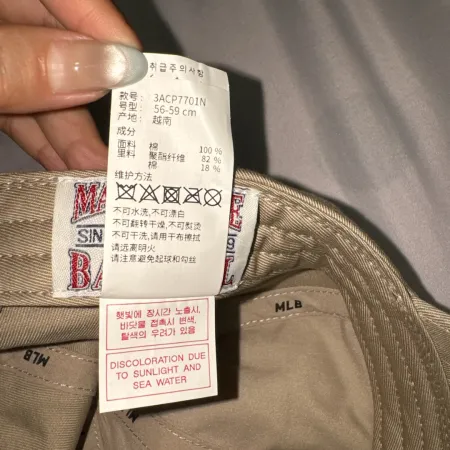 취급주의사항
款号: 3ACP7701N
号型: 56-59 cm
产地: 越南
成分
面料 棉 100 %
里料 聚脂纤维 82 %
棉 18 %
维护方法
不可水洗,不可漂白
不可翻转干燥,不可熨烫
不可干洗,请用干布擦拭
请远离明火
请注意避免起球和勾丝
MA
E
SIN
BA
L
햇빛에 장시간 노출시,
바닷물 접촉시 변색,
탈색의 우려가 있음
DISCOLORATION DUE
TO SUNLIGHT AND
SEA WATER
MLB
MLB